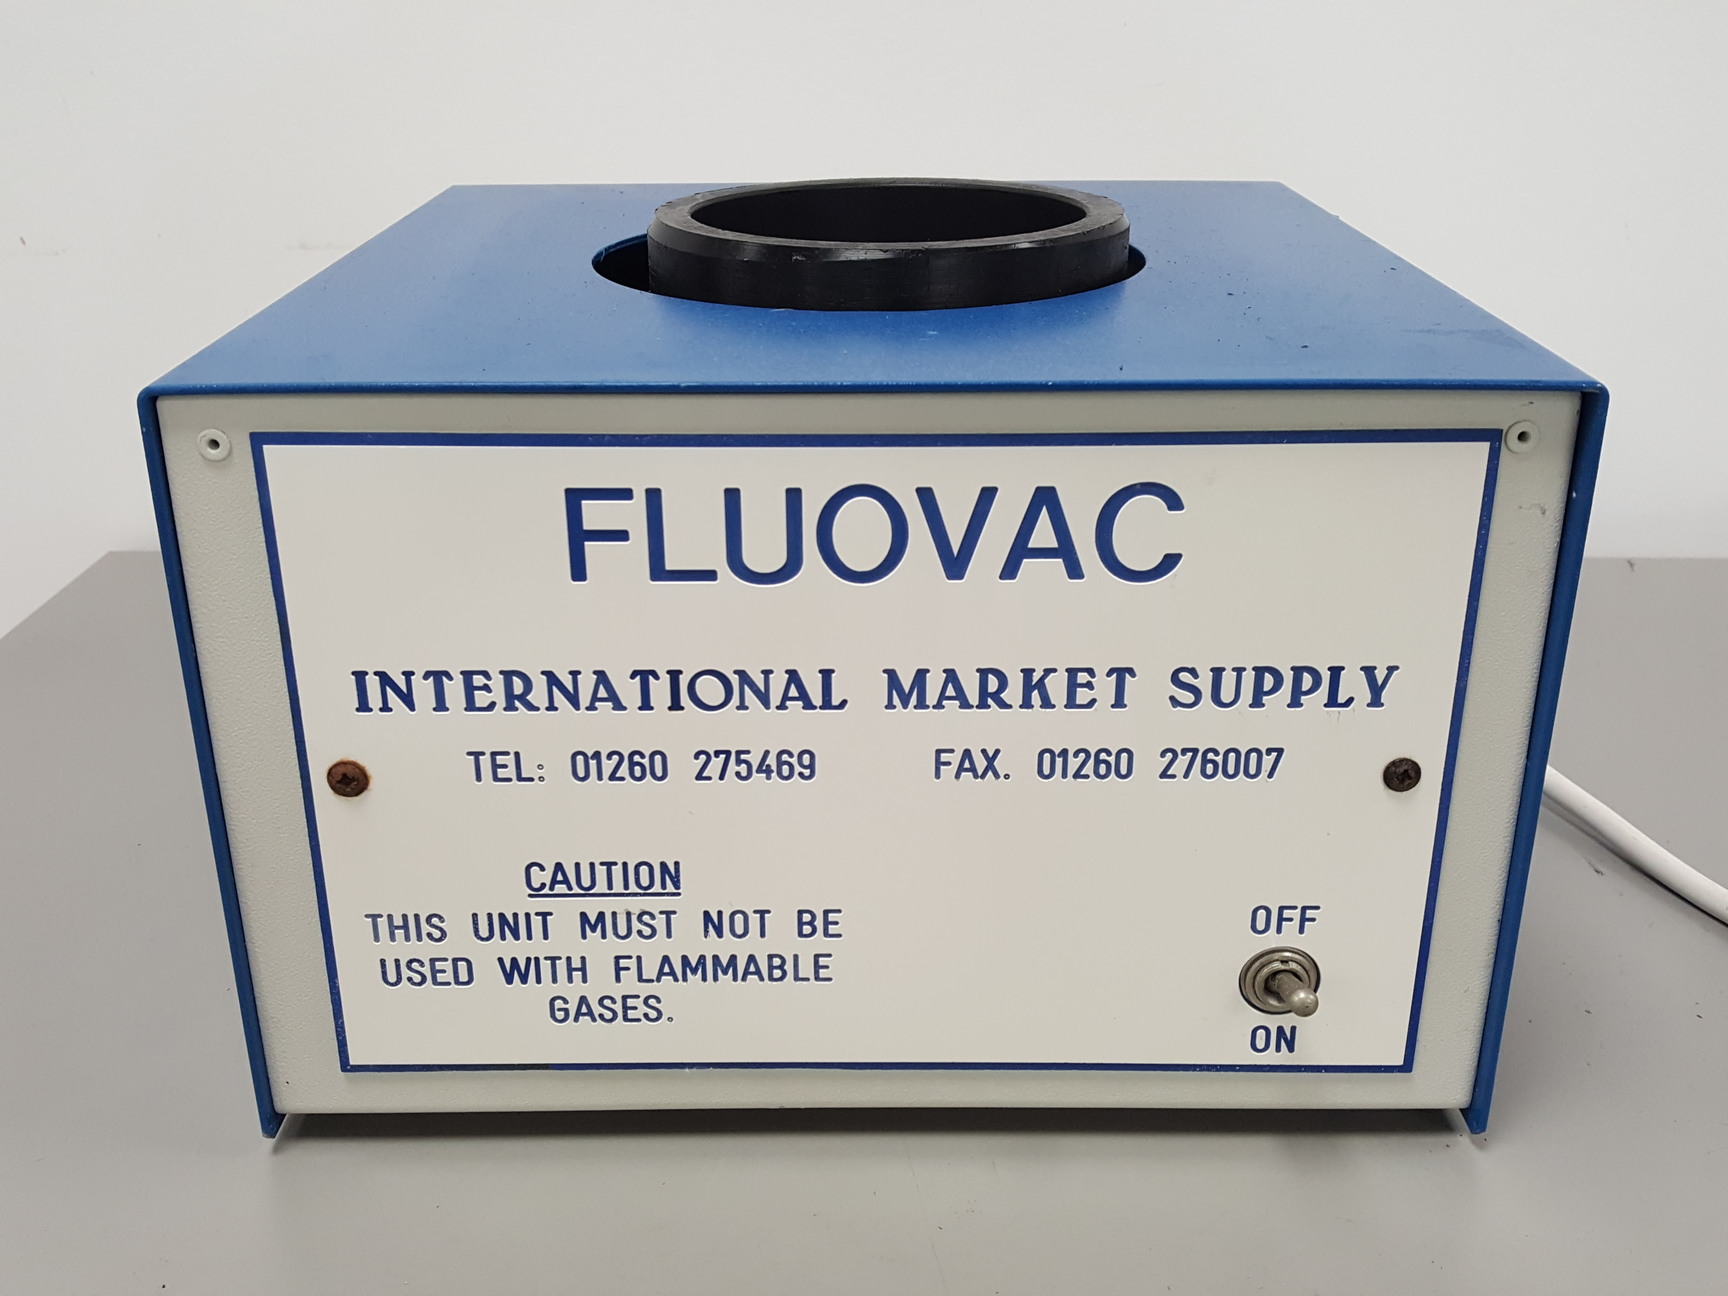 FLUOVAC
INTERNATIONAL MARKET SUPPLY
TEL: 01260 275469 FAX. 01260 276007
CAUTION
THIS UNIT MUST NOT BE
USED WITH FLAMMABLE
GASES.
OFF
ON